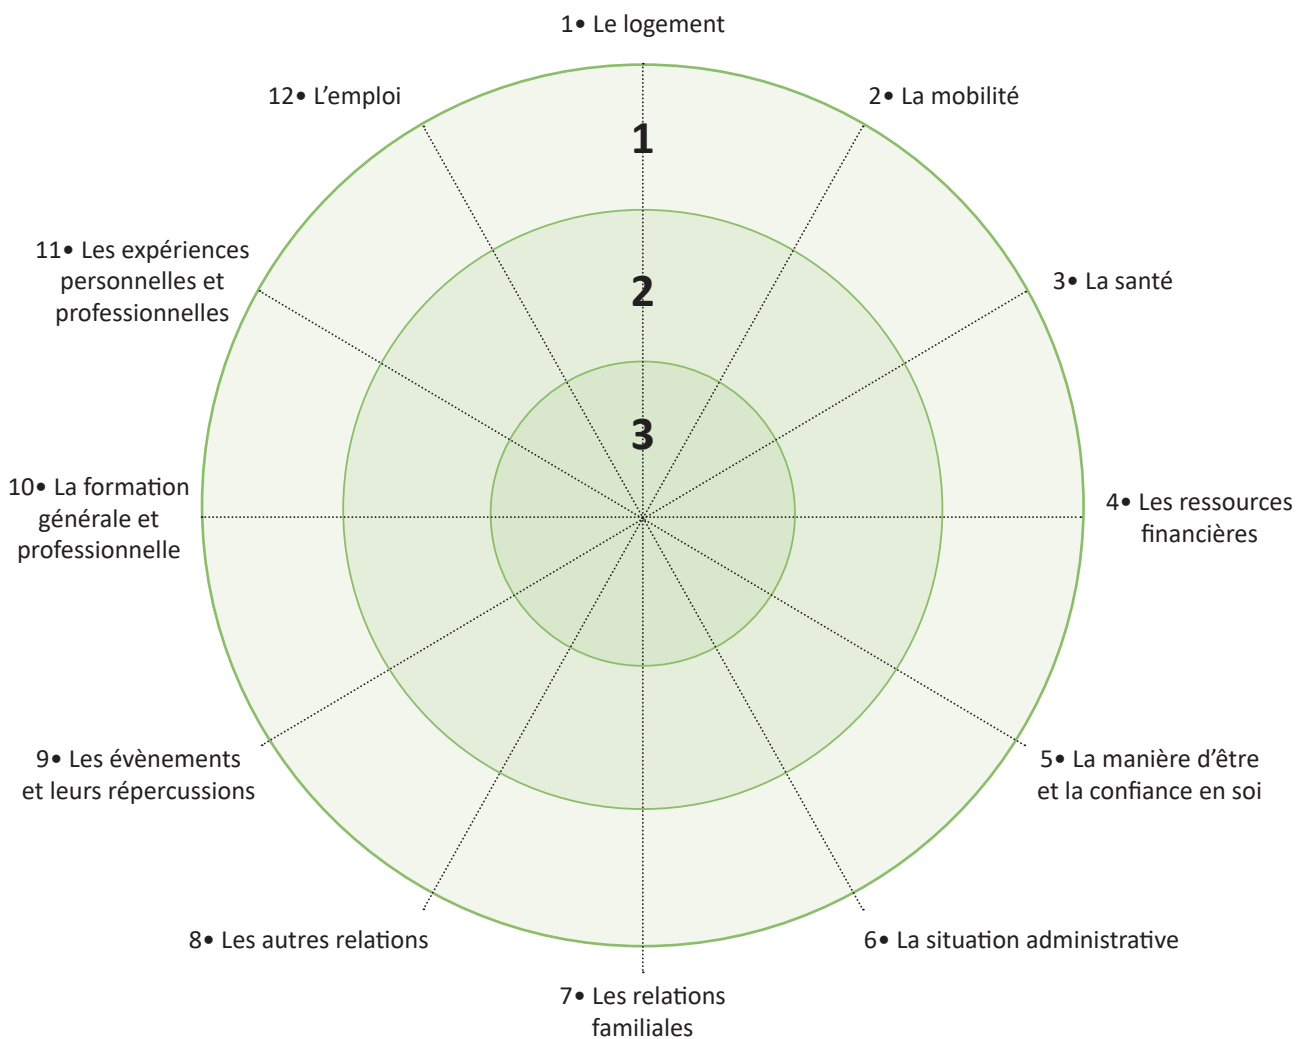 1• Le logement
2• La mobilité
3• La santé
4• Les ressources
financières
5• La manière d'être
et la confiance en soi
6• La situation administrative
7• Les relations
familiales
8• Les autres relations
9• Les évènements
et leurs répercussions
10• La formation
générale et
professionnelle
11• Les expériences
personnelles et
professionnelles
12• L'emploi
1
2
3